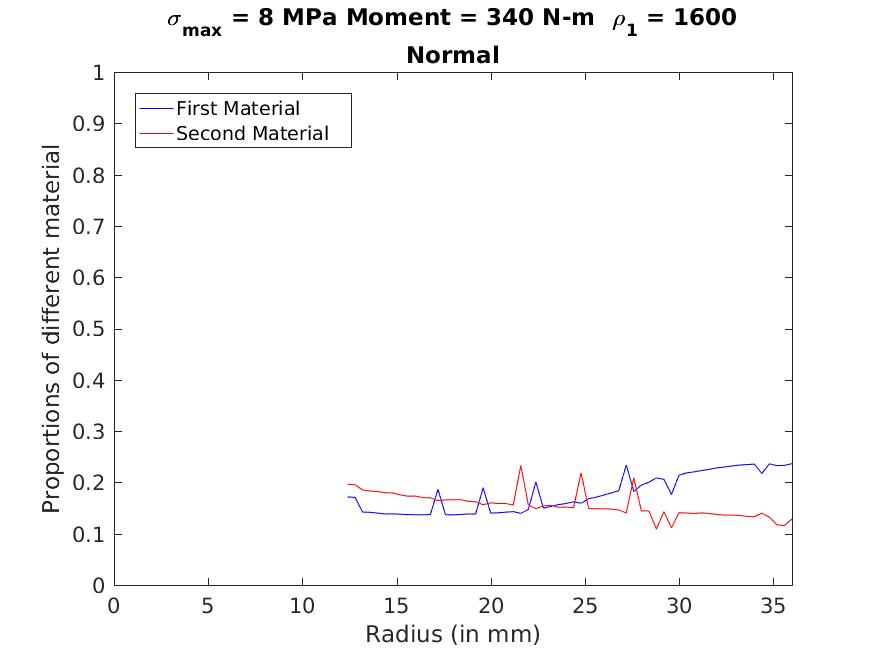 σmax = 8 MPa Moment = 340 N-m ρ1 = 1600
Normal
First Material
Second Material
Proportions of different material
1
0.9
0.8
0.7
0.6
0.5
0.4
0.3
0.2
0.1
0
0 5 10 15 20 25 30 35
Radius (in mm)